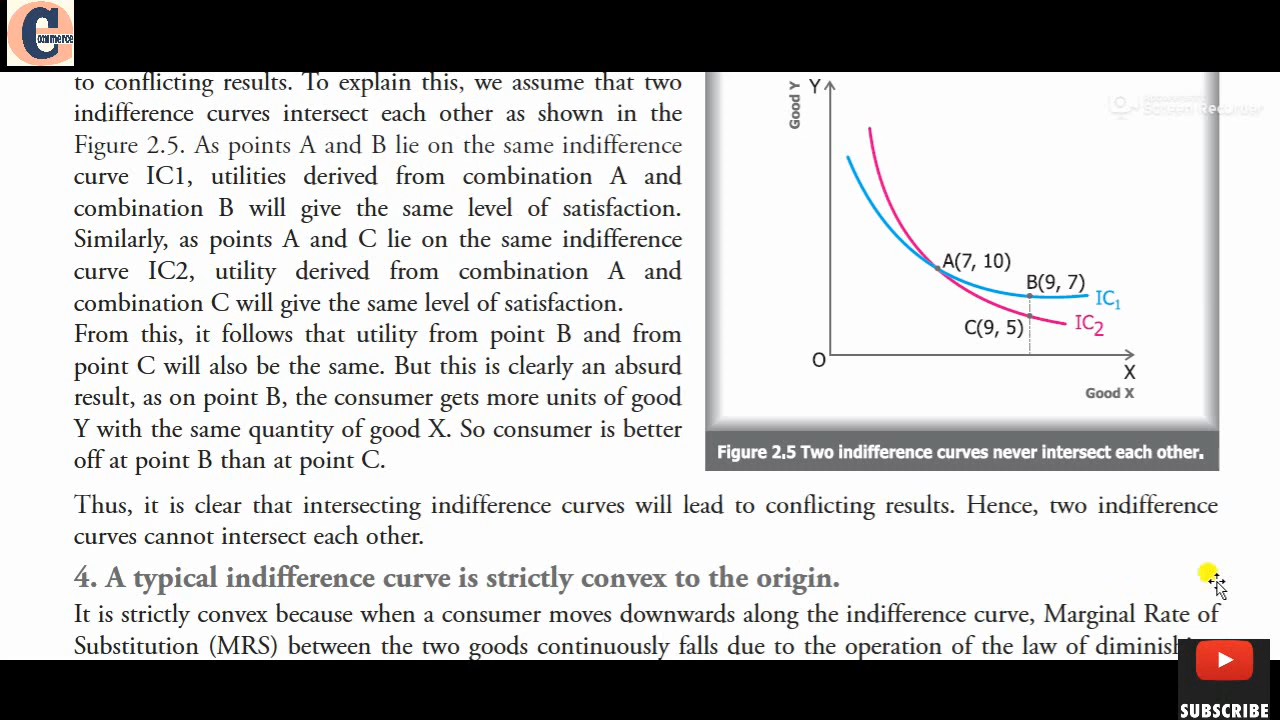 Commerce
to conflicting results. To explain this, we assume that two
indifference curves intersect each other as shown in the
Figure 2.5. As points A and B lie on the same indifference
curve IC1, utilities derived from combination A and
combination B will give the same level of satisfaction.
Similarly, as points A and C lie on the same indifference
curve IC2, utility derived from combination A and
combination C will give the same level of satisfaction.
From this, it follows that utility from point B and from
point C will also be the same. But this is clearly an absurd
result, as on point B, the consumer gets more units of good
Y with the same quantity of good X. So consumer is better
off at point B than at point C.
Good Y
Y
A(7, 10)
B(9, 7)
IC1
C(9, 5)
IC2
O
X
Good X
Screen Recorder
Figure 2.5 Two indifference curves never intersect each other.
Thus, it is clear that intersecting indifference curves will lead to conflicting results. Hence, two indifference
curves cannot intersect each other.
4. A typical indifference curve is strictly convex to the origin.
It is strictly convex because when a consumer moves downwards along the indifference curve, Marginal Rate of
Substitution (MRS) between the two goods continuously falls due to the operation of the law of
SUBSCRIBE